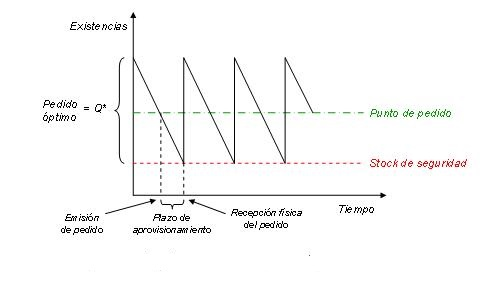 Existencias
Pedido
óptimo = Q*
Punto de pedido
Stock de seguridad
Tiempo
Emisión
de pedido
Plazo de
aprovisionamiento
Recepción física
del pedido